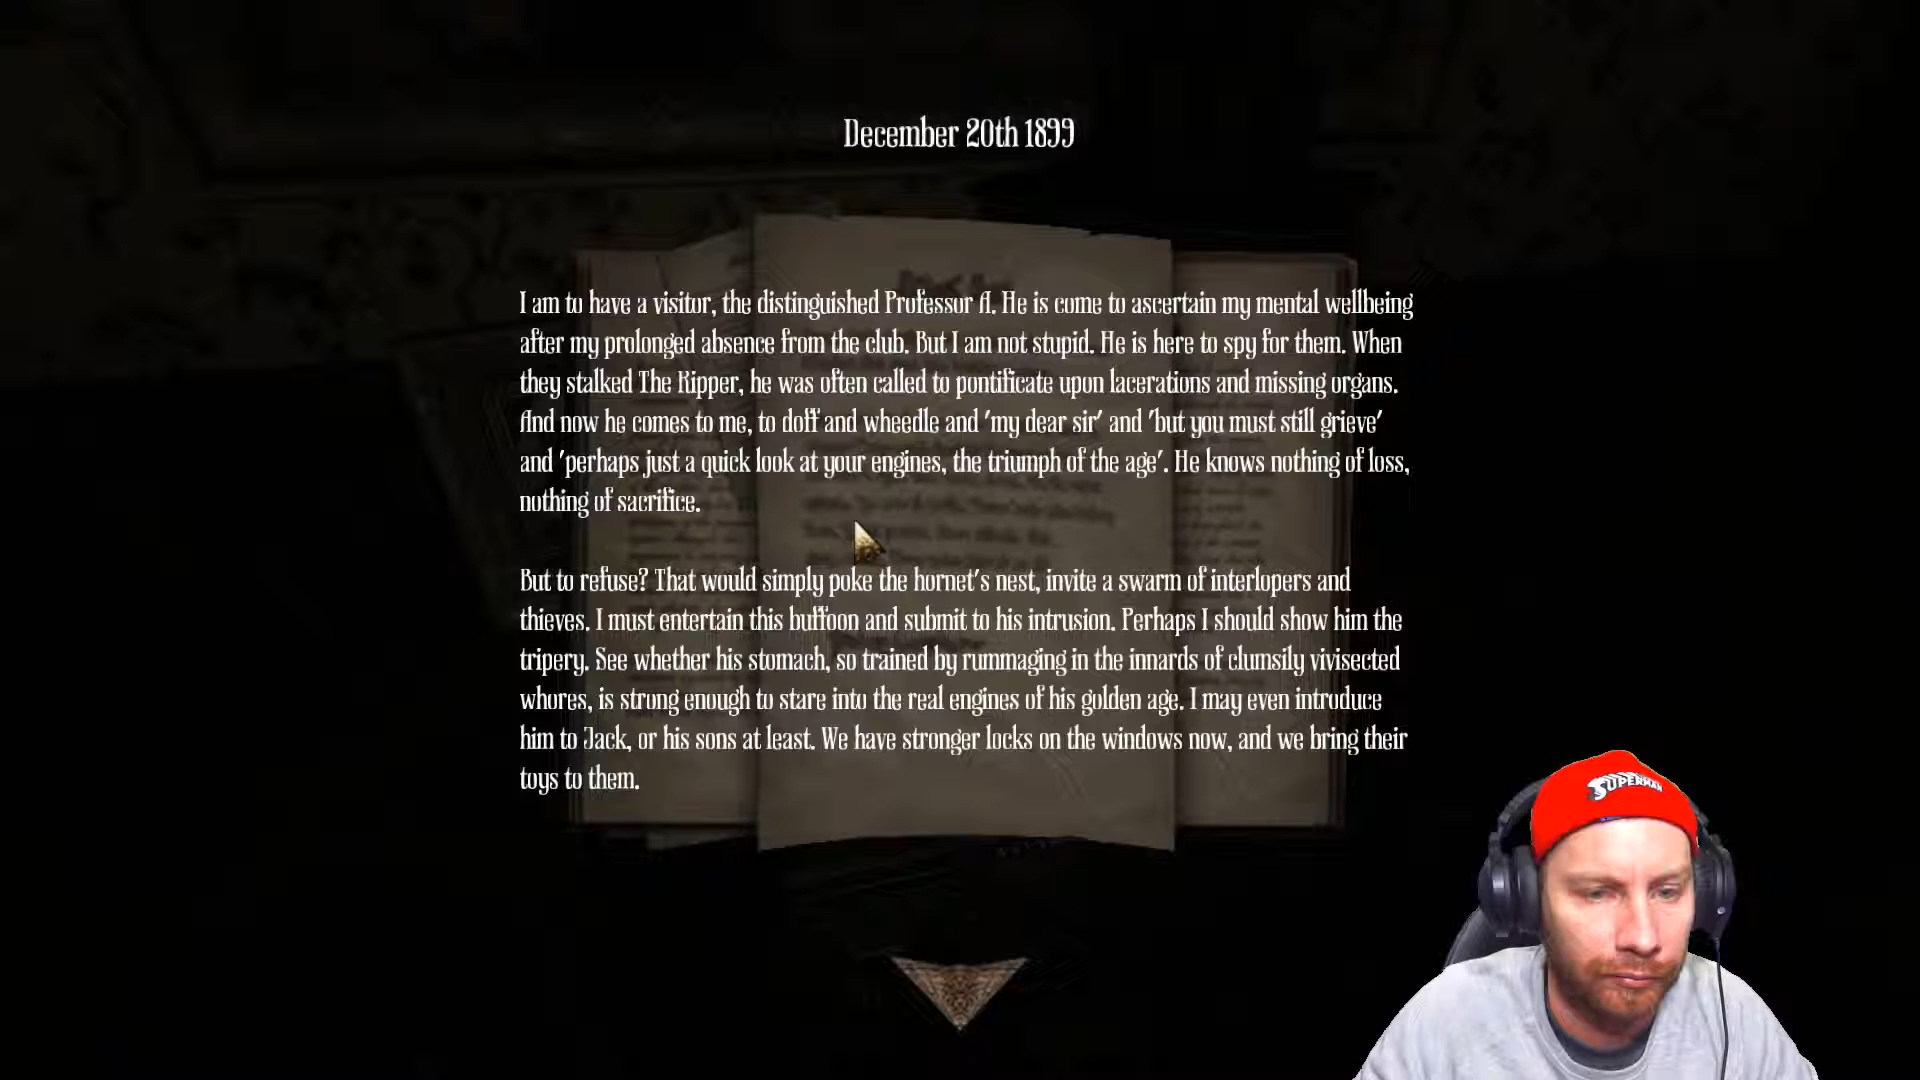 December 20th 1899
I am to have a visitor, the distinguished Professor A. He is come to ascertain my mental wellbeing
after my prolonged absence from the club. But I am not stupid. He is here to spy for them. When
they stalked The Ripper, he was often called to pontificate upon lacerations and missing organs.
And now he comes to me, to doff and wheedle and 'my dear sir' and 'but you must still grieve'
and 'perhaps just a quick look at your engines, the triumph of the age'. He knows nothing of loss,
nothing of sacrifice.
But to refuse? That would simply poke the hornet's nest, invite a swarm of interlopers and
thieves. I must entertain this buffoon and submit to his intrusion. Perhaps I should show him the
tripery. See whether his stomach, so trained by rummaging in the innards of clumsily vivisected
whores, is strong enough to stare into the real engines of his golden age. I may even introduce
him to Jack, or his sons at least. We have stronger locks on the windows now, and we bring their
toys to them.
SUPERMAN